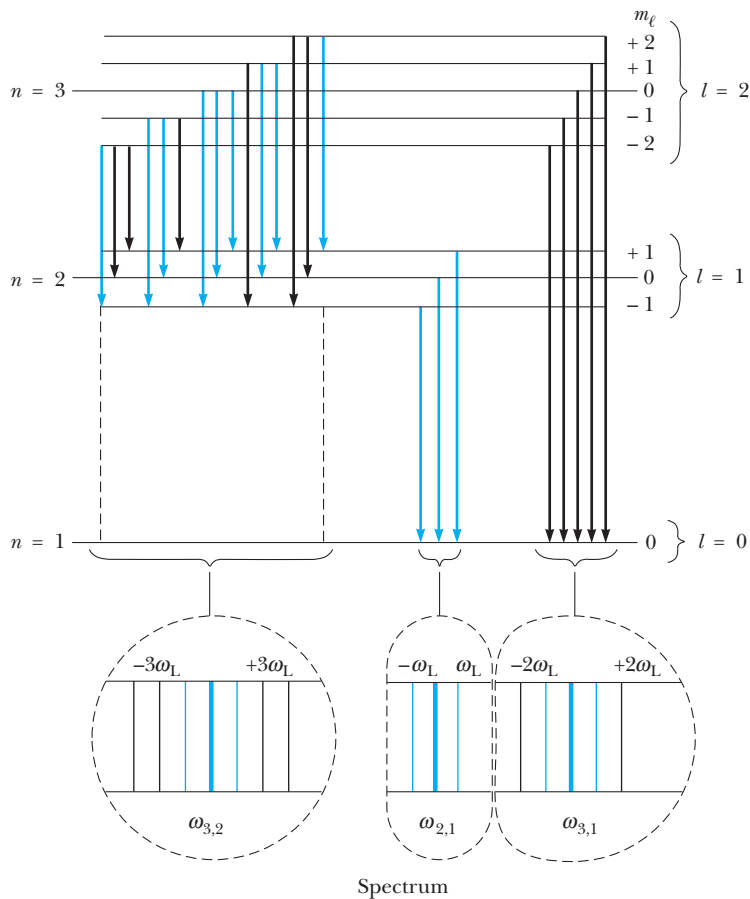 mℓ
+ 2
+ 1
n = 3
0
l = 2
− 1
− 2
+ 1
n = 2
0
l = 1
− 1
n = 1
0
l = 0
−3ωL +3ωL
−ωL ωL
−2ωL +2ωL
ω3,2
ω2,1
ω3,1
Spectrum